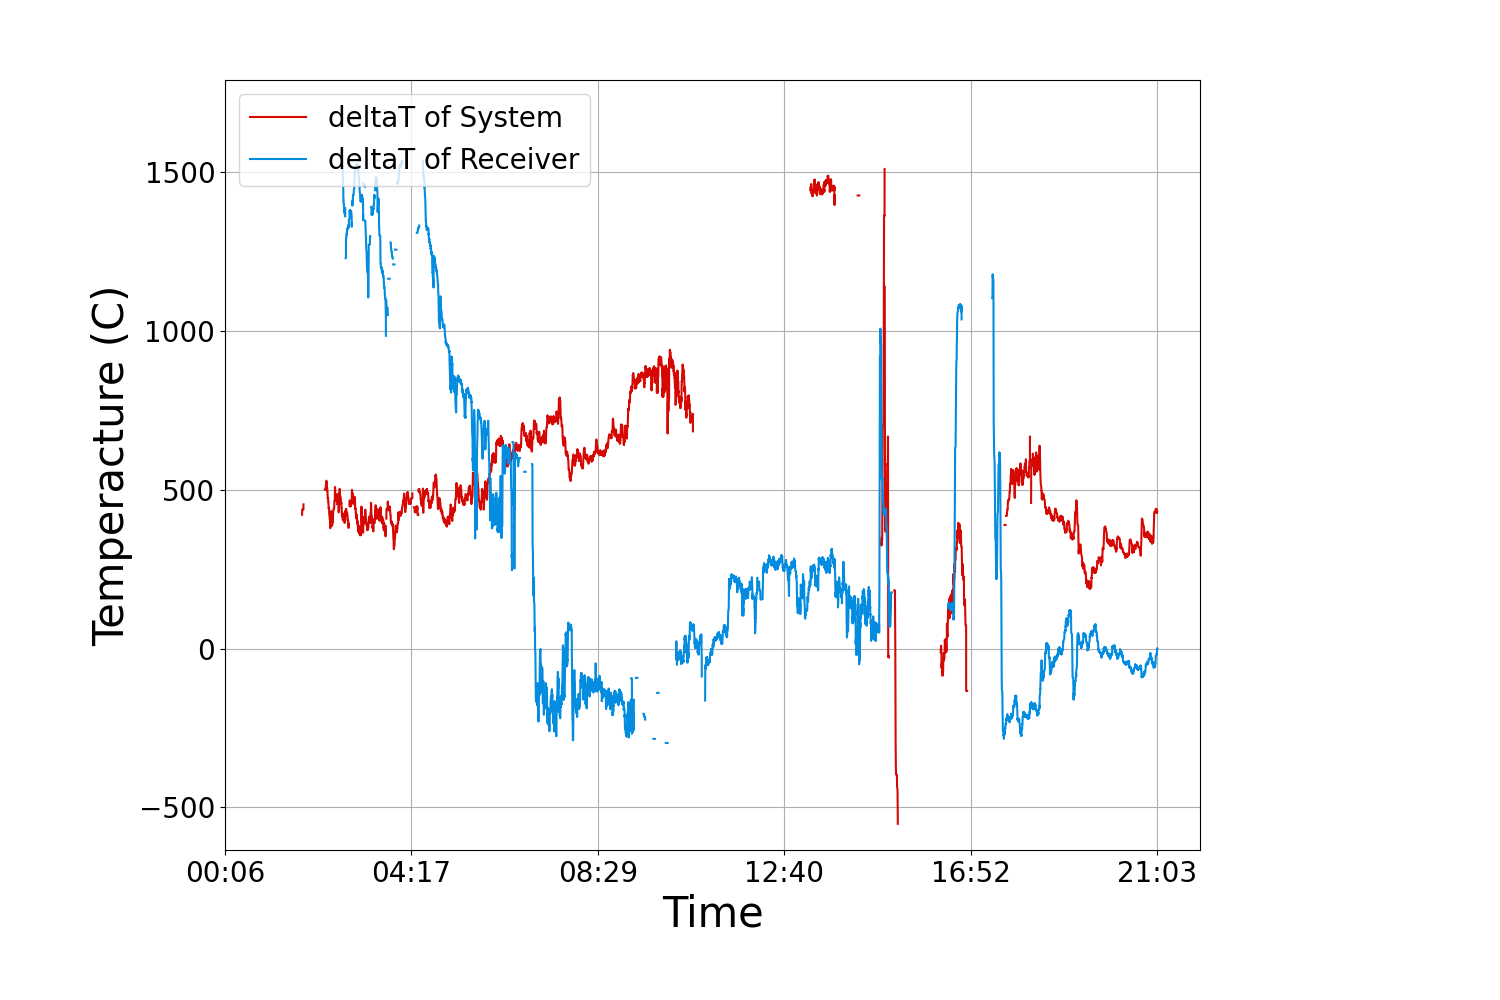 deltaT of System
deltaT of Receiver
1500
1000
500
0
−500
Temperacture (C)
00:06 04:17 08:29 12:40 16:52 21:03
Time